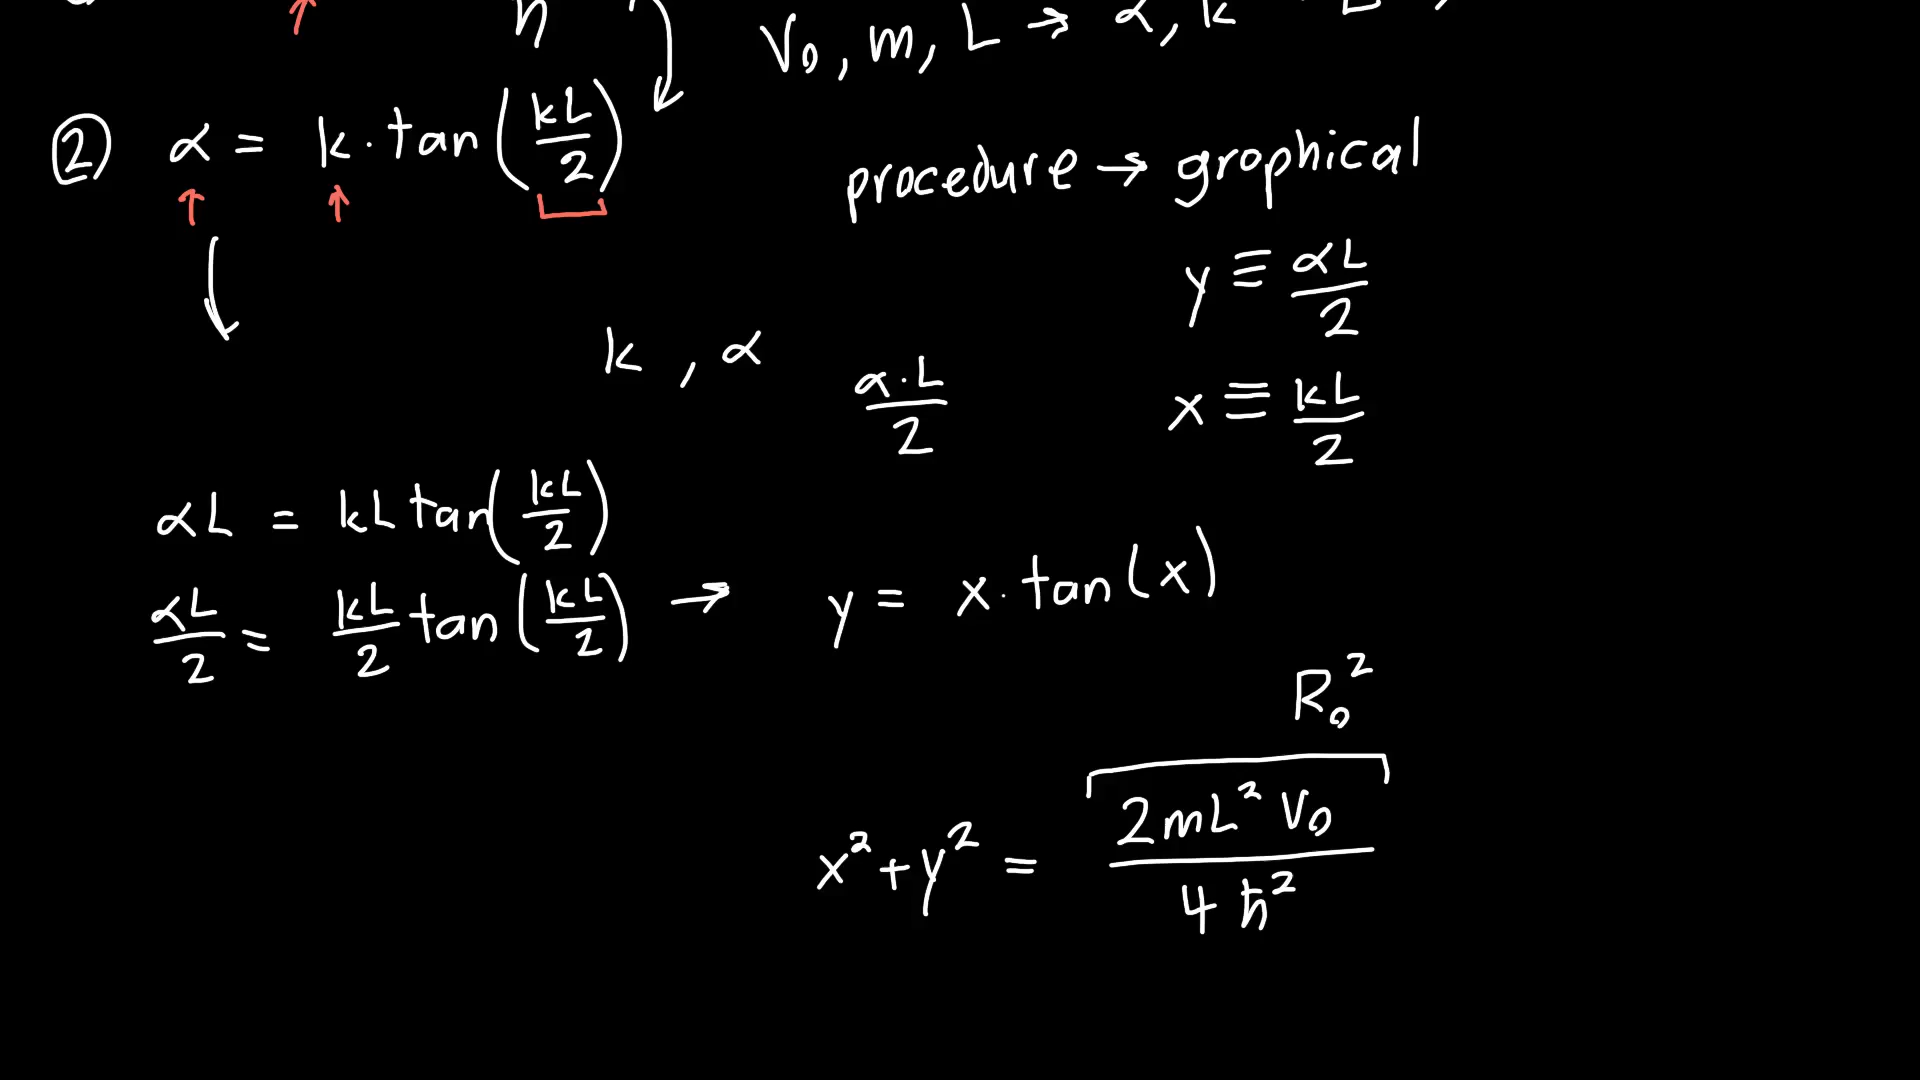 ħ
V₀, m, L → α, k
② α = k · tan(kL/2)
procedure → grophical
y ≡ αL/2
k , α
α·L/2
x ≡ kL/2
αL = kL tan(kL/2)
αL/2 = kL/2 tan(kL/2) → y = x · tan(x)
R₀²
x² + y² = 2mL²V₀/4ħ²